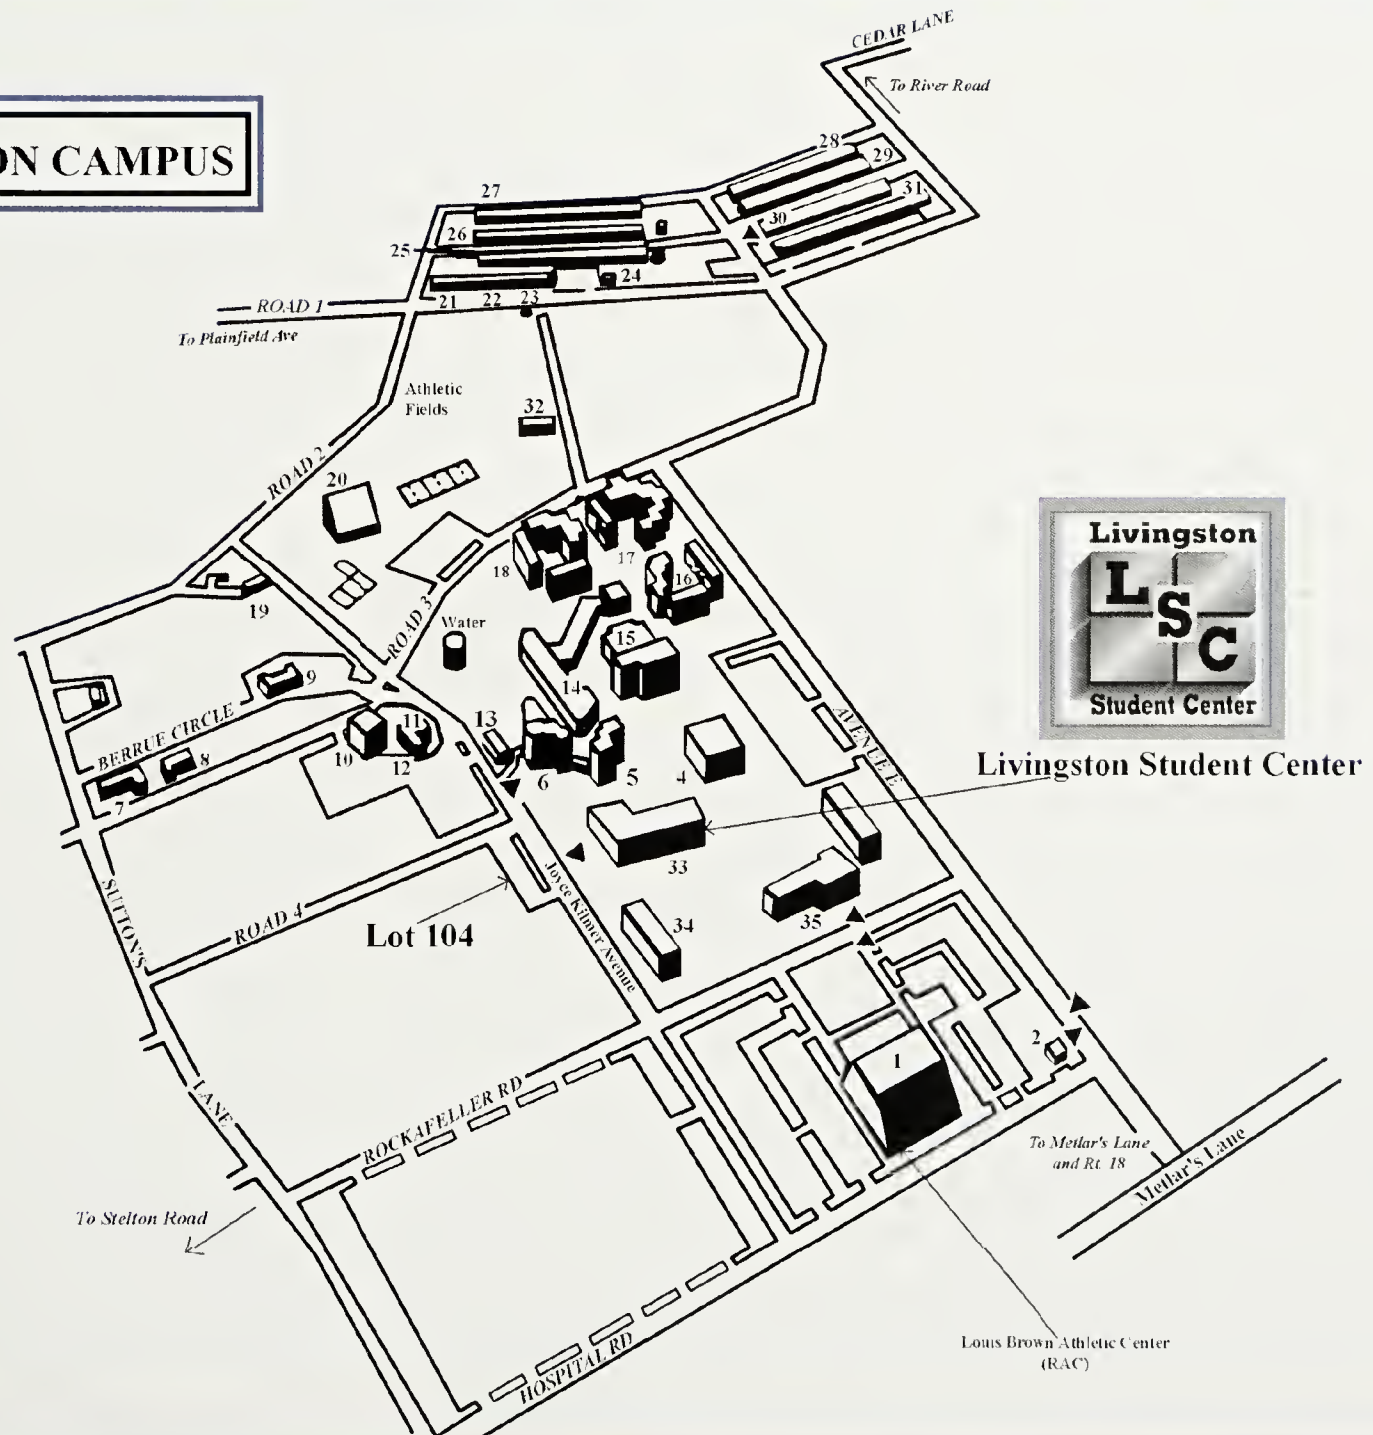 ON CAMPUS
CEDAR LANE
To River Road
28
29
27
31
30
26
25
24
21
22
23
ROAD 1
To Plainfield Ave
Athletic
Fields
32
ROAD 2
20
17
18
16
19
ROAD 3
Water
15
14
9
BERRUE CIRCLE
11
13
10
12
8
7
6
5
4
AVENUE E
Livingston
L
S
C
Student Center
Livingston Student Center
33
SUTTON'S
LANE
ROAD 4
Lot 104
Joyce Kilmer Avenue
34
35
1
2
ROCKAFELLER RD
To Metlar's Lane
and Rt. 18
Metlar's Lane
To Stelton Road
HOSPITAL RD
Louis Brown Athletic Center
(RAC)